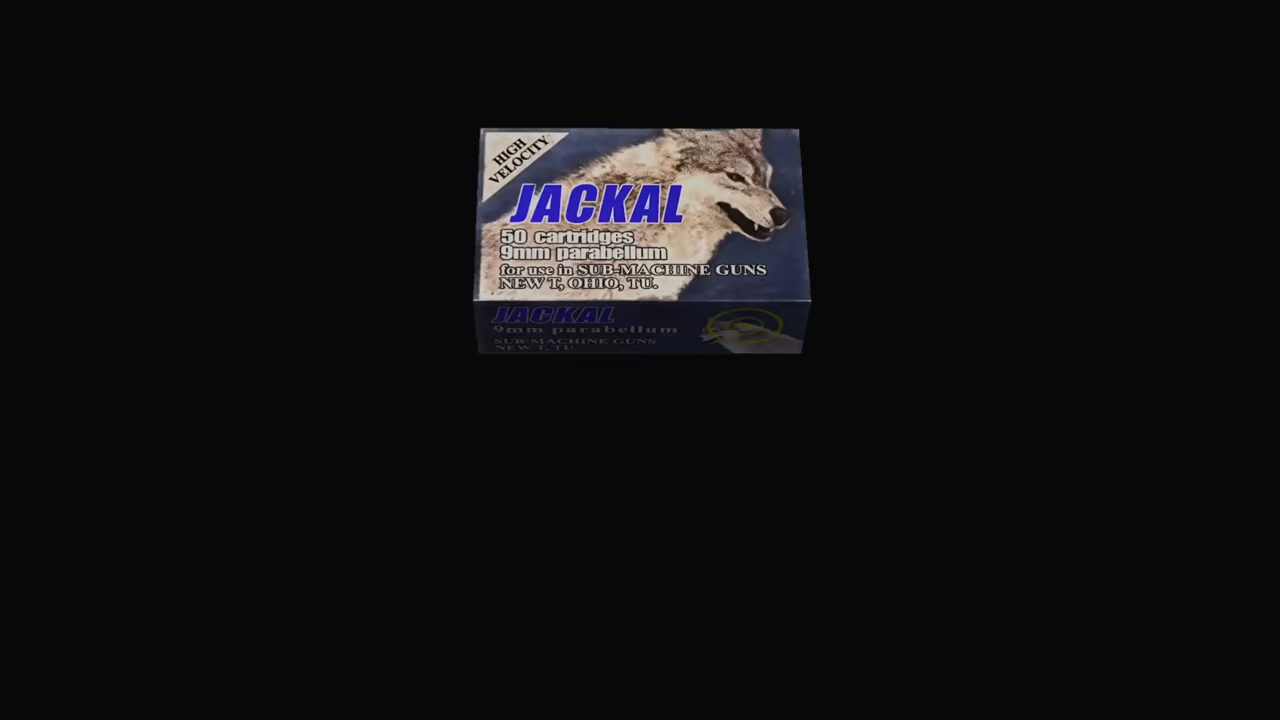 HIGH
VELOCITY
JACKAL
50 cartridges
9mm parabellum
for use in SUB-MACHINE GUNS
NEW T, OHIO, TU.
JACKAL
9mm parabellum
SUB-MACHINE GUNS
NEW T, TU